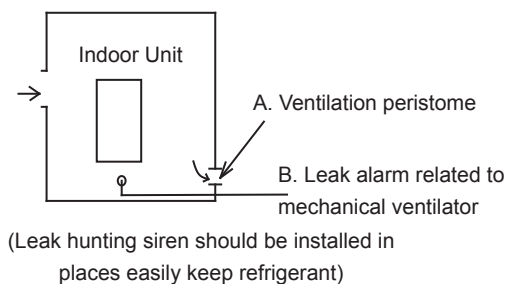 Indoor Unit
A. Ventilation peristome
B. Leak alarm related to
mechanical ventilator
(Leak hunting siren should be installed in
places easily keep refrigerant)